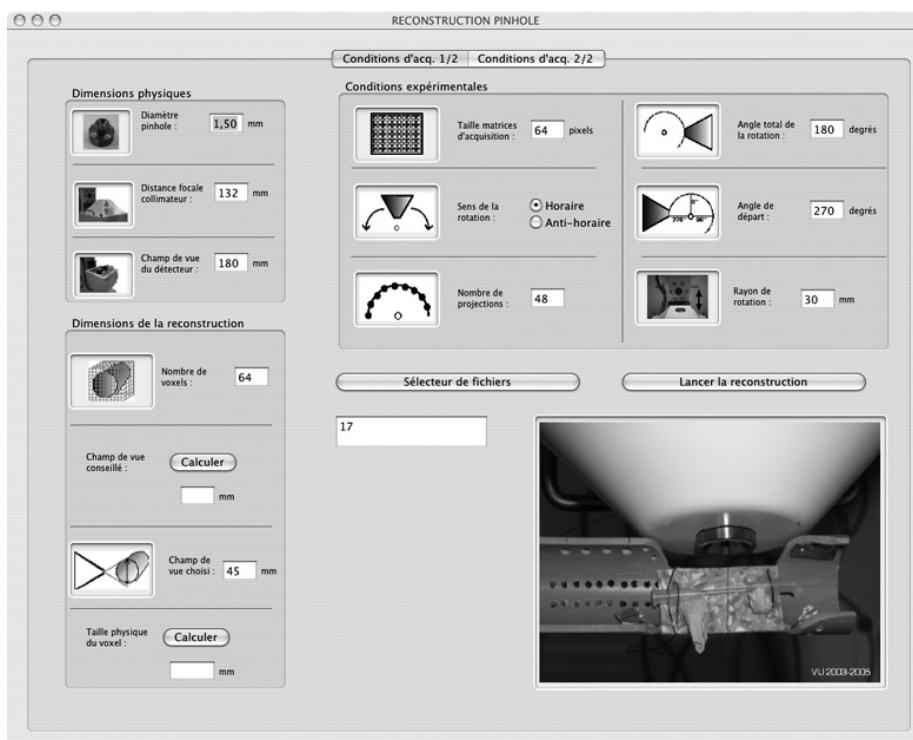 RECONSTRUCTION PINHOLE
Conditions d'acq. 1/2 Conditions d'acq. 2/2
Dimensions physiques
Diamètre
pinhole : 1,50 mm
Distance focale
collimateur : 132 mm
Champ de vue
du détecteur : 180 mm
Dimensions de la reconstruction
Nombre de
voxels : 64
Champ de vue
conseillé : Calculer
mm
Champ de
vue choisi : 45 mm
Taille physique
du voxel : Calculer
mm
Conditions expérimentales
Taille matrices
d'acquisition : 64 pixels
Sens de la
rotation : Horaire
Anti-horaire
Nombre de
projections : 48
Angle total de
la rotation : 180 degrés
Angle de
départ : 270 degrés
0°
270° 90°
Rayon de
rotation : 30 mm
Sélecteur de fichiers
Lancer la reconstruction
17
VIJ 2003-2005